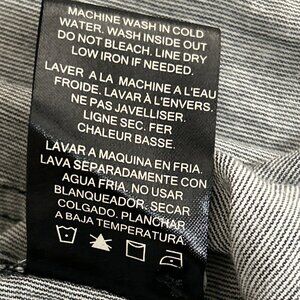 MACHINE WASH IN COLD
WATER. WASH INSIDE OUT
DO NOT BLEACH. LINE DRY
LOW IRON IF NEEDED.
LAVER A LA MACHINE A L'EAU
FROIDE. LAVAR À L'ENVERS.
NE PAS JAVELLISER.
LIGNE SEC. FER
CHALEUR BASSE.
LAVAR A MAQUINA EN FRIA.
LAVA SEPARADAMENTE CON
AGUA FRIA. NO USAR
BLANQUEADOR. SECAR
COLGADO. PLANCHAR
A BAJA TEMPERATURA.